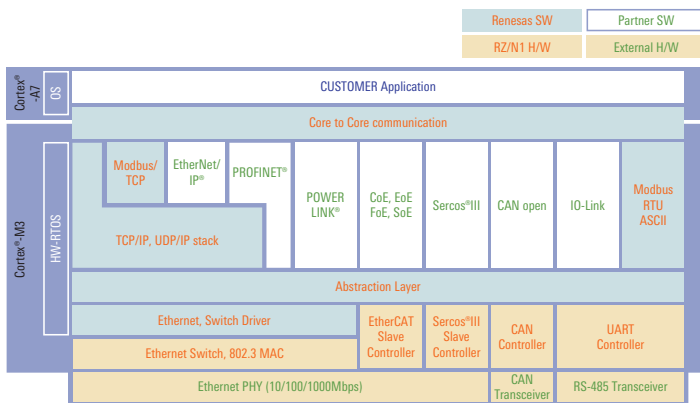 Renesas SW
Partner SW
RZ/N1 H/W
External H/W
Cortex®
-A7
OS
CUSTOMER Application
Core to Core communication
Cortex®-M3
HW-RTOS
Modbus/
TCP
EtherNet/
IP®
PROFINET®
POWER
LINK®
CoE, EoE
FoE, SoE
Sercos®III
CAN open
IO-Link
Modbus
RTU
ASCII
TCP/IP, UDP/IP stack
Abstraction Layer
Ethernet, Switch Driver
Ethernet Switch, 802.3 MAC
EtherCAT
Slave
Controller
Sercos®III
Slave
Controller
CAN
Controller
UART
Controller
Ethernet PHY (10/100/1000Mbps)
CAN
Transceiver
RS-485 Transceiver